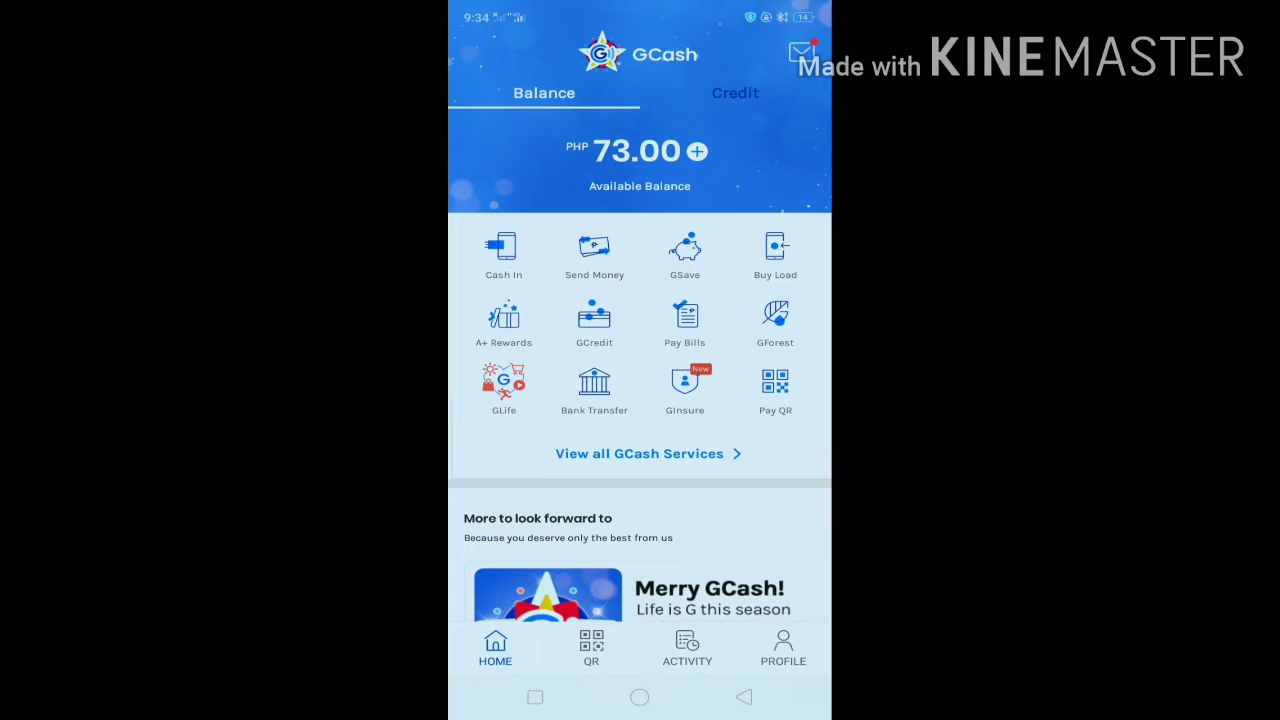 9:34
14
GCash
Made with KINEMASTER
Balance
Credit
PHP 73.00
Available Balance
Cash In
Send Money
GSave
Buy Load
A+ Rewards
GCredit
Pay Bills
GForest
New
G
GLife
Bank Transfer
GInsure
Pay QR
View all GCash Services
More to look forward to
Because you deserve only the best from us
Merry GCash!
Life is G this season
HOME
QR
ACTIVITY
PROFILE